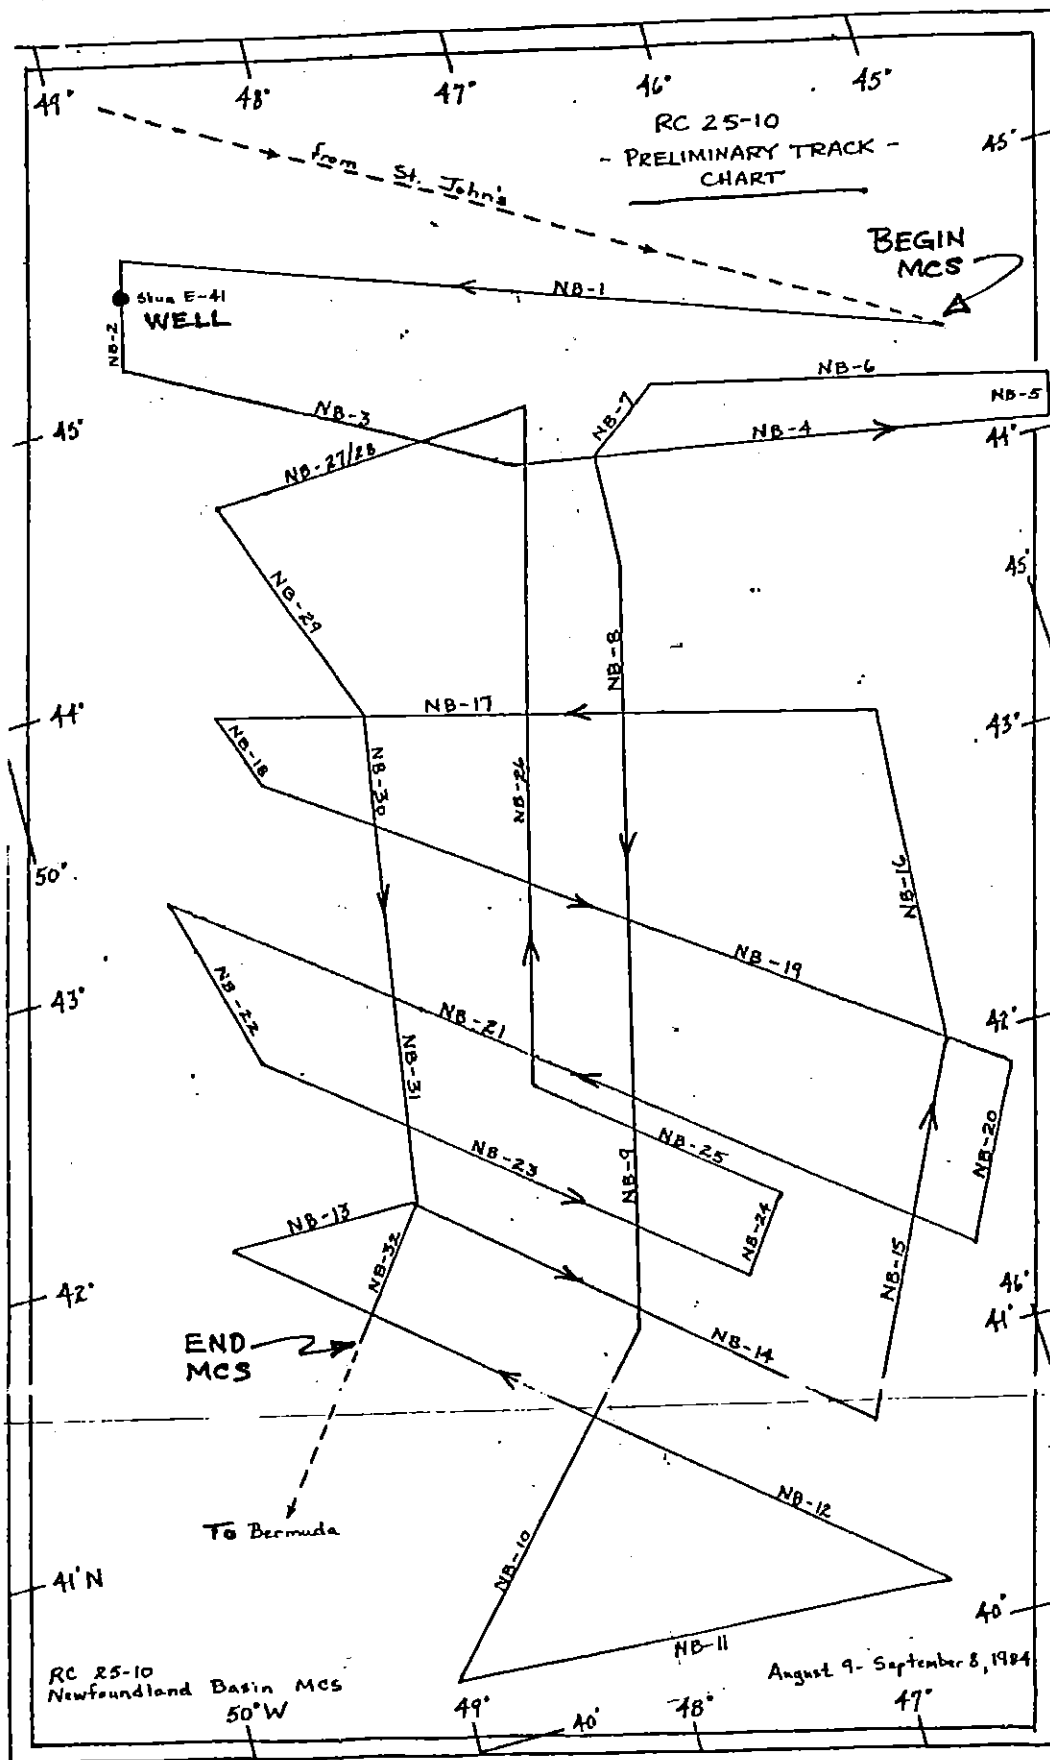 49°
48°
47°
46°
45°
RC 25-10
- PRELIMINARY TRACK -
CHART
45°
from St. John's
BEGIN
MCS
NB-1
Shua E-41
WELL
NB-2
NB-6
NB-5
NB-7
NB-3
NB-4
45°
44°
NB-27/28
NB-29
45°
NB-8
NB-17
44°
43°
NB-18
NB-30
NB-26
50°
NB-16
NB-19
43°
NB-22
NB-21
42°
NB-31
NB-20
NB-25
NB-23
NB-9
NB-24
NB-13
NB-32
NB-15
46°
42°
41°
END
MCS
NB-14
NB-12
To Bermuda
NB-10
41°N
40°
NB-11
RC 25-10
Newfoundland Basin MCS
August 9- September 8, 1984
50°W
49°
40°
48°
47°